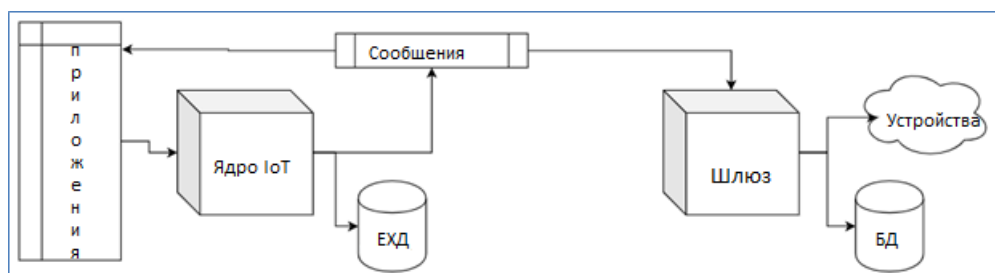 приложения
Сообщения
Ядро IoT
ЕХД
Шлюз
Устройства
БД